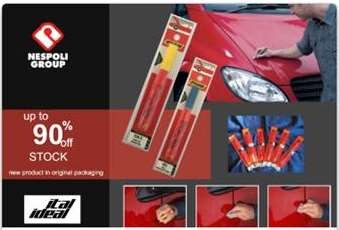 NESPOLI
GROUP
up to
90%
off
STOCK
new product in original packaging
ital
ideal